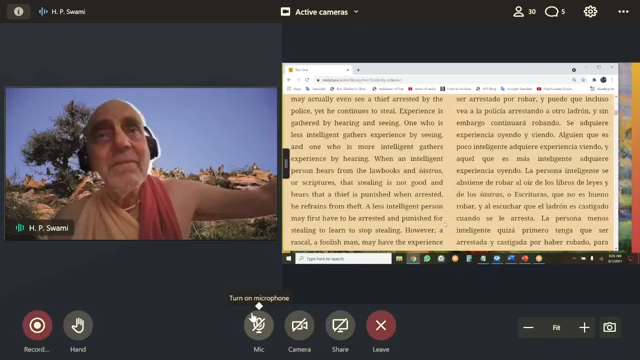 H. P. Swami
Active cameras
30
5
H. P. Swami
may actually even see a thief arrested by the
police, yet he continues to steal. Experience is
gathered by hearing and seeing. One who is
less intelligent gathers experience by seeing,
and one who is more intelligent gathers
experience by hearing. When an intelligent
person hears from the lawbooks and śāstras,
or scriptures, that stealing is not good and
hears that a thief is punished when arrested,
he refrains from theft. A less intelligent person
may first have to be arrested and punished for
stealing to learn to stop stealing. However, a
rascal, a foolish man, may have the experience
ser arrestado por robar, y puede que incluso
vea a la policía arrestando a otro ladrón, y sin
embargo continuará robando. Se adquiere
experiencia oyendo y viendo. Alguien que es
poco inteligente adquiere experiencia viendo, y
aquel que es más inteligente adquiere
experiencia oyendo. La persona inteligente se
abstiene de robar al oír de los libros de leyes y
de los śāstras, o Escrituras, que no es bueno
robar, y al escuchar que el ladrón es castigado
cuando se le arresta. La persona menos
inteligente quizá primero tenga que ser
arrestada y castigada por haber robado, para
Type here to search
Turn on microphone
Record...
Hand
Mic
Camera
Share
Leave
Fit